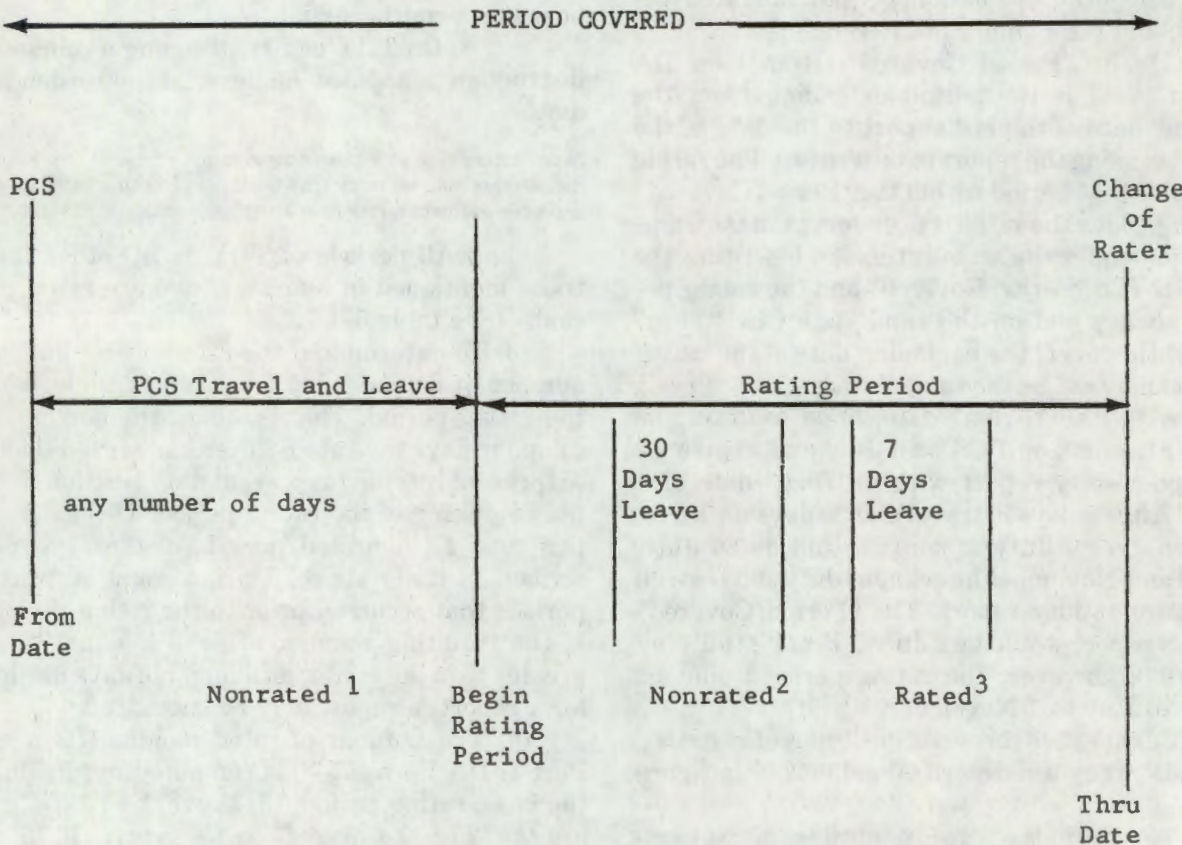 PERIOD COVERED
PCS
Change
of
Rater
PCS Travel and Leave
Rating Period
30
Days
Leave
7
Days
Leave
any number of days
From
Date
Nonrated 1
Begin
Rating
Period
Nonrated2
Rated3
Thru
Date